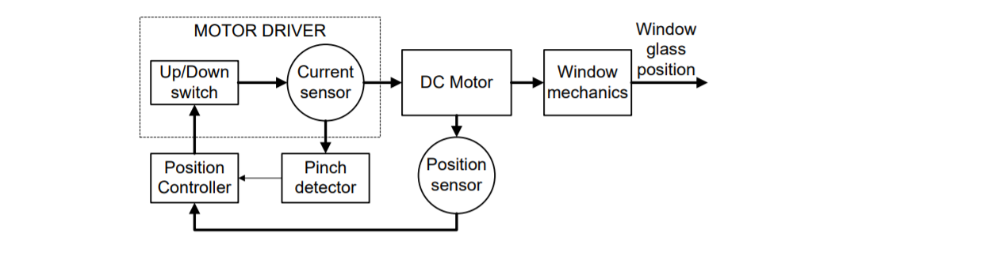 MOTOR DRIVER
Up/Down
switch
Current
sensor
DC Motor
Window
mechanics
Window
glass
position
Position
Controller
Pinch
detector
Position
sensor